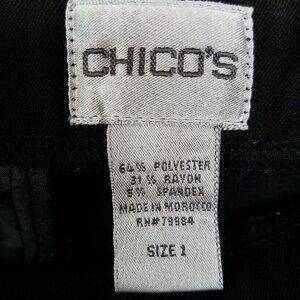 CHICO'S
64% POLYESTER
31% RAYON
5% SPANDEX
MADE IN MOROCCO
RN#79984
SIZE 1